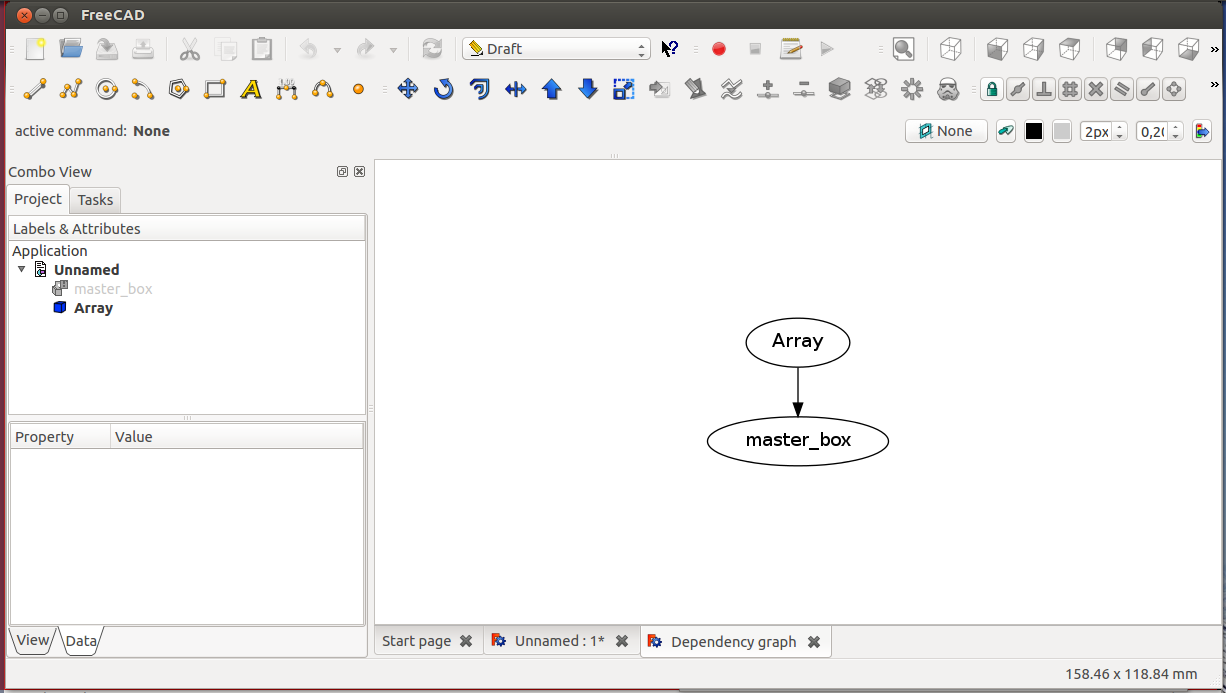 FreeCAD
Draft
active command: None
None
2px
0,20
Combo View
Project
Tasks
Labels & Attributes
Application
Unnamed
master_box
Array
Property
Value
View
Data
Array
master_box
Start page
Unnamed : 1*
Dependency graph
158.46 x 118.84 mm